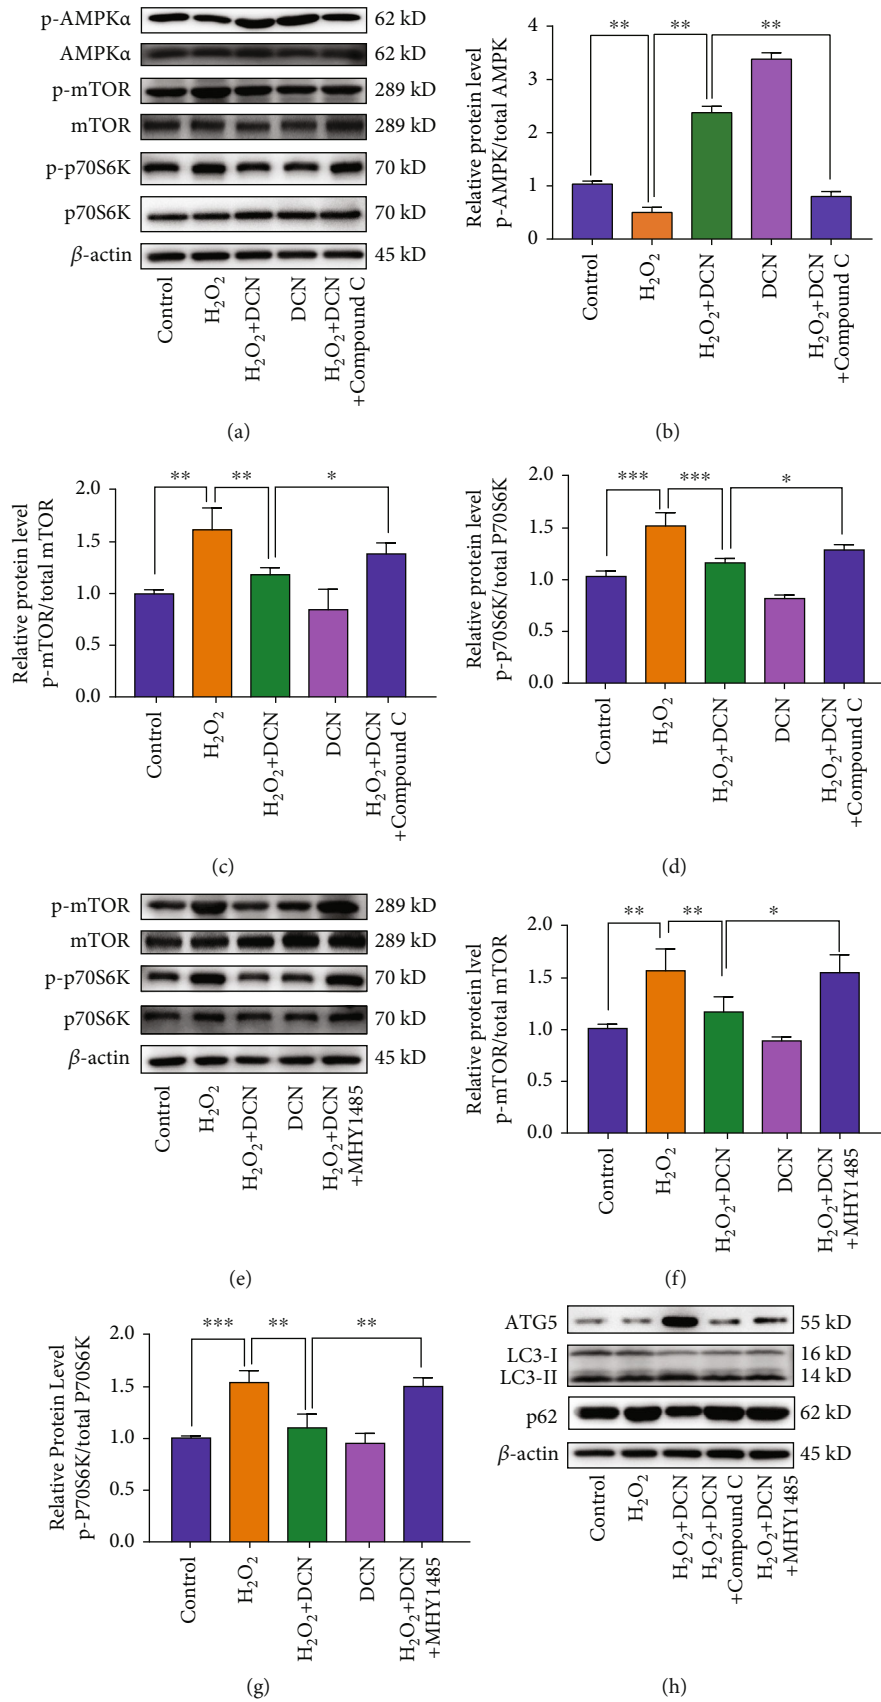 p-AMPKα 62 kD
AMPKα 62 kD
p-mTOR 289 kD
mTOR 289 kD
p-p70S6K 70 kD
p70S6K 70 kD
β-actin 45 kD
Control
H₂O₂
H₂O₂+DCN
DCN
H₂O₂+DCN
+Compound C
(a)
Relative protein level
p-AMPK/total AMPK
4
3
2
1
0
** ** **
Control
H₂O₂
H₂O₂+DCN
DCN
H₂O₂+DCN
+Compound C
(b)
Relative protein level
p-mTOR/total mTOR
2.0
1.5
1.0
0.5
0.0
** ** *
Control
H₂O₂
H₂O₂+DCN
DCN
H₂O₂+DCN
+Compound C
(c)
Relative protein level
p-p70S6K/total P70S6K
2.0
1.5
1.0
0.5
0.0
*** *** *
Control
H₂O₂
H₂O₂+DCN
DCN
H₂O₂+DCN
+Compound C
(d)
p-mTOR 289 kD
mTOR 289 kD
p-p70S6K 70 kD
p70S6K 70 kD
β-actin 45 kD
Control
H₂O₂
H₂O₂+DCN
DCN
H₂O₂+DCN
+MHY1485
(e)
Relative protein lvel
p-mTOR/total mTOR
2.0
1.5
1.0
0.5
0.0
** ** *
Control
H₂O₂
H₂O₂+DCN
DCN
H₂O₂+DCN
+MHY1485
(f)
Relative Protein Level
p-P70S6K/total P70S6K
2.0
1.5
1.0
0.5
0.0
*** ** **
Control
H₂O₂
H₂O₂+DCN
DCN
H₂O₂+DCN
+MHY1485
(g)
ATG5 55 kD
LC3-I 16 kD
LC3-II 14 kD
p62 62 kD
β-actin 45 kD
Control
H₂O₂
H₂O₂+DCN
H₂O₂+DCN
+Compound C
H₂O₂+DCN
+MHY1485
(h)